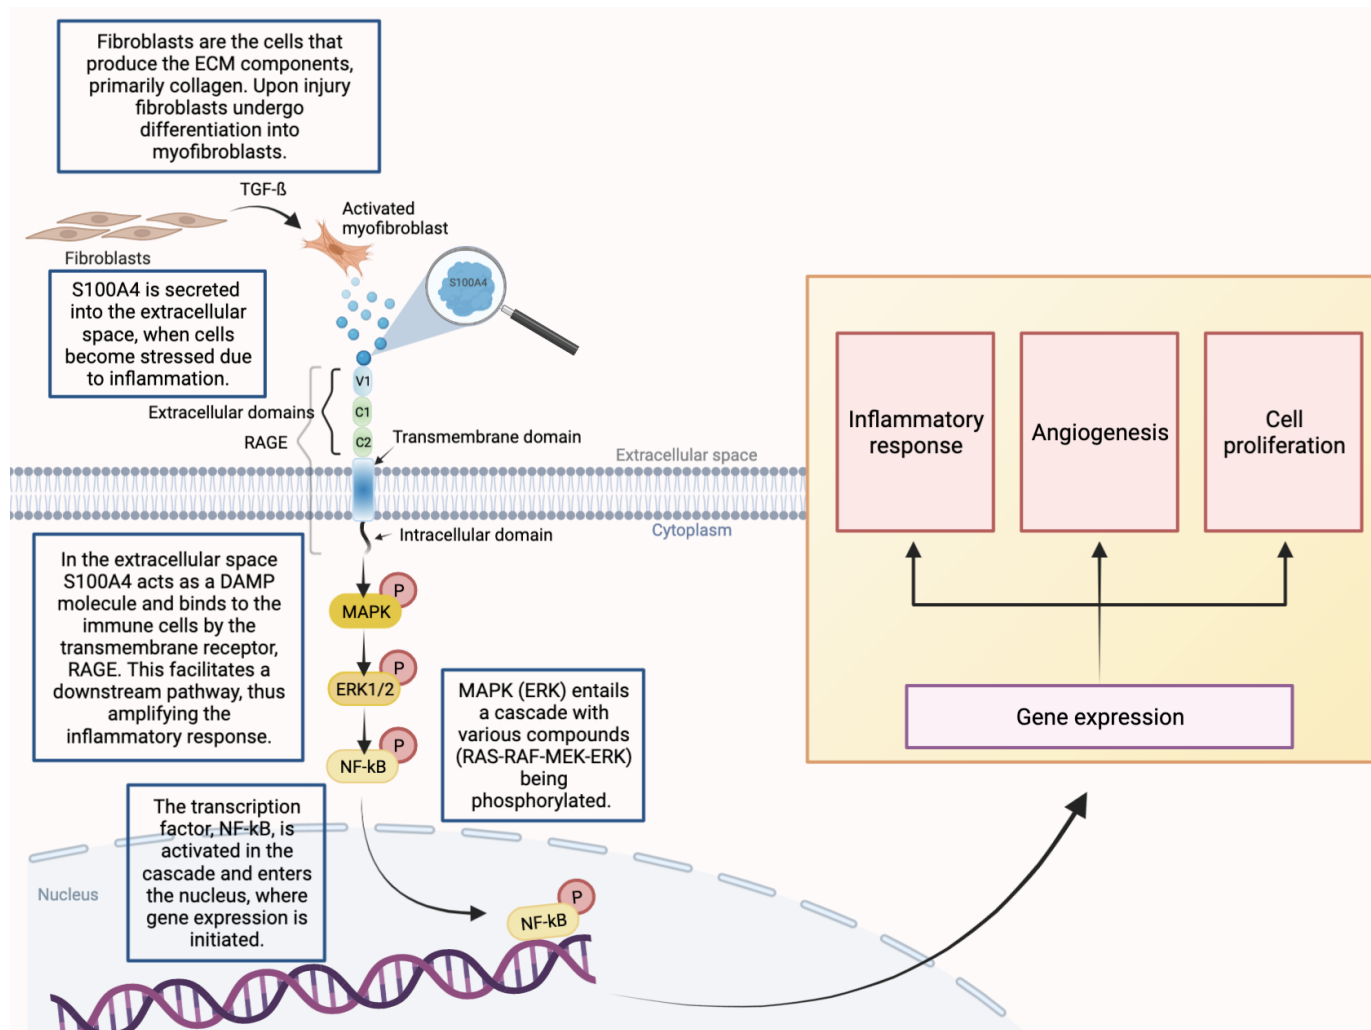 Fibroblasts are the cells that
produce the ECM components,
primarily collagen. Upon injury
fibroblasts undergo
differentiation into
myofibroblasts.
TGF-ß
Activated
myofibroblast
Fibroblasts
S100A4
S100A4 is secreted
into the extracellular
space, when cells
become stressed due
to inflammation.
V1
C1
C2
Extracellular domains
RAGE
Transmembrane domain
Extracellular space
Cytoplasm
Intracellular domain
In the extracellular space
S100A4 acts as a DAMP
molecule and binds to the
immune cells by the
transmembrane receptor,
RAGE. This facilitates a
downstream pathway, thus
amplifying the
inflammatory response.
P
MAPK
P
ERK1/2
P
NF-kB
MAPK (ERK) entails
a cascade with
various compounds
(RAS-RAF-MEK-ERK)
being
phosphorylated.
The transcription
factor, NF-kB, is
activated in the
cascade and enters
the nucleus, where
gene expression is
initiated.
Nucleus
P
NF-kB
Inflammatory
response
Angiogenesis
Cell
proliferation
Gene expression